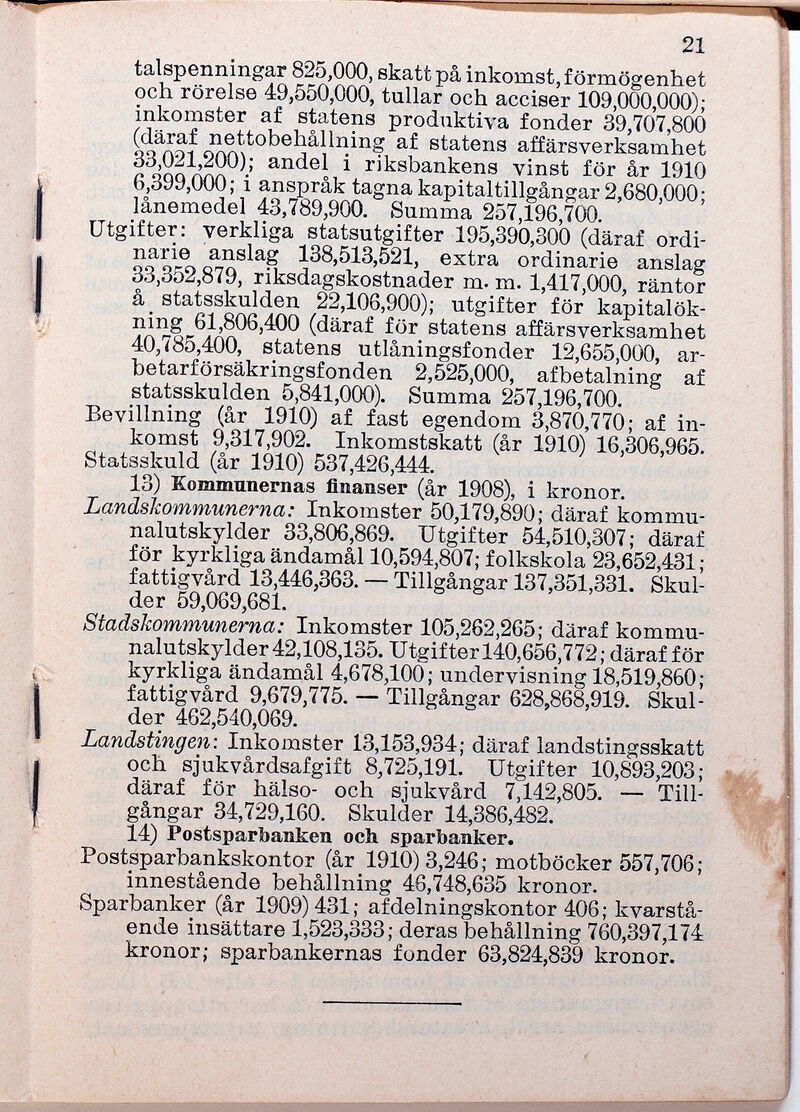 21
talspenningar 825,000, skatt på inkomst, förmögenhet
och rörelse 49,550,000, tullar och acciser 109,000,000);
inkomster af statens produktiva fonder 39,707,800
(däraf nettobehållning af statens affärsverksamhet
33,021,200); andel i riksbankens vinst för år 1910
6,399,000; i anspråk tagna kapitaltillgångar 2,680,000;
lånemedel 43,789,900. Summa 257,196,700.
Utgifter: verkliga statsutgifter 195,390,300 (däraf ordi-
narie anslag 138,513,521, extra ordinarie anslag
33,352,879, riksdagskostnader m. m. 1,417,000, räntor
å statsskulden 22,106,900); utgifter för kapitalök-
ning 61,806,400 (däraf för statens affärsverksamhet
40,785,400, statens utlåningsfonder 12,655,000, ar-
betarförsäkringsfonden 2,525,000, afbetalning af
statsskulden 5,841,000). Summa 257,196,700.
Bevillning (år 1910) af fast egendom 3,870,770; af in-
komst 9,317,902. Inkomstskatt (år 1910) 16,306,965.
Statsskuld (år 1910) 537,426,444.
13) Kommunernas finanser (år 1908), i kronor.
Landskommunerna: Inkomster 50,179,890; däraf kommu-
nalutskylder 33,806,869. Utgifter 54,510,307; däraf
för kyrkliga ändamål 10,594,807; folkskola 23,652,431;
fattigvård 13,446,363. — Tillgångar 137,351,331. Skul-
der 59,069,681.
Stadskommunerna: Inkomster 105,262,265; däraf kommu-
nalutskylder 42,108,135. Utgifter 140,656,772; däraf för
kyrkliga ändamål 4,678,100; undervisning 18,519,860;
fattigvård 9,679,775. — Tillgångar 628,868,919. Skul-
der 462,540,069.
Landstingen: Inkomster 13,153,934; däraf landstingsskatt
och sjukvårdsafgift 8,725,191. Utgifter 10,893,203;
däraf för hälso- och sjukvård 7,142,805. — Till-
gångar 34,729,160. Skulder 14,386,482.
14) Postsparbanken och sparbanker.
Postsparbankskontor (år 1910) 3,246; motböcker 557,706;
innestående behållning 46,748,635 kronor.
Sparbanker (år 1909) 431; afdelningskontor 406; kvarstå-
ende insättare 1,523,333; deras behållning 760,397,174
kronor; sparbankernas fonder 63,824,839 kronor.